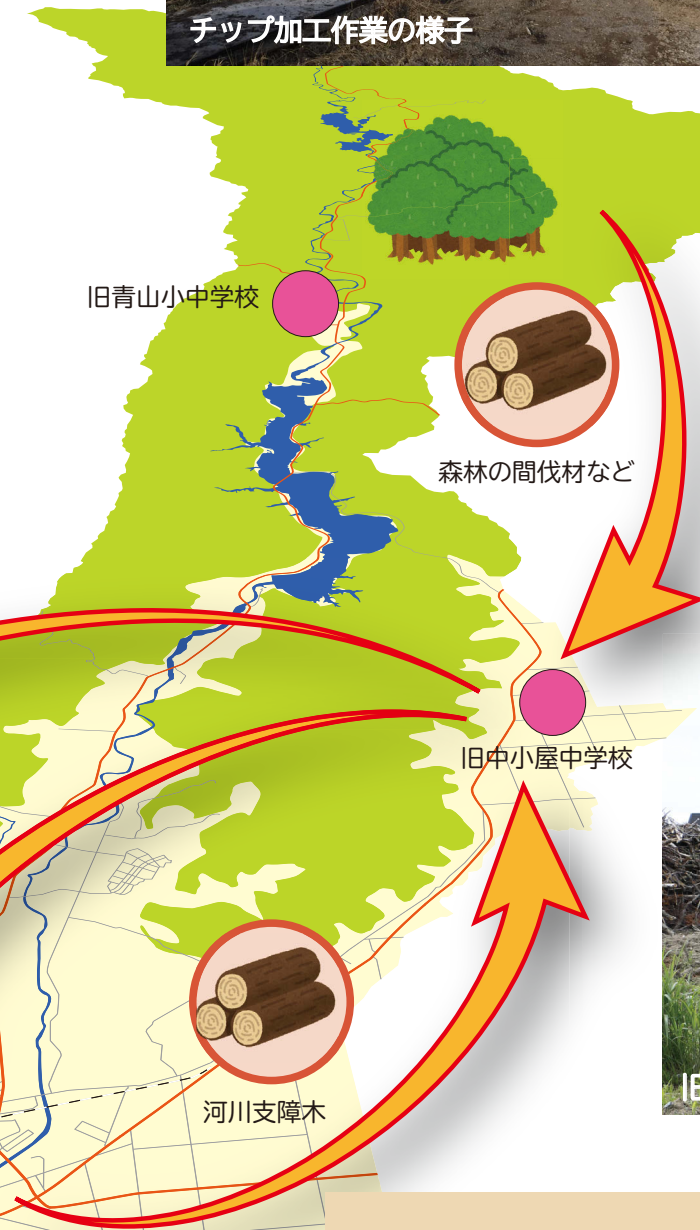 チップ加工作業の様子
旧青山小中学校
森林の間伐材など
旧中小屋中学校
河川支障木
旧